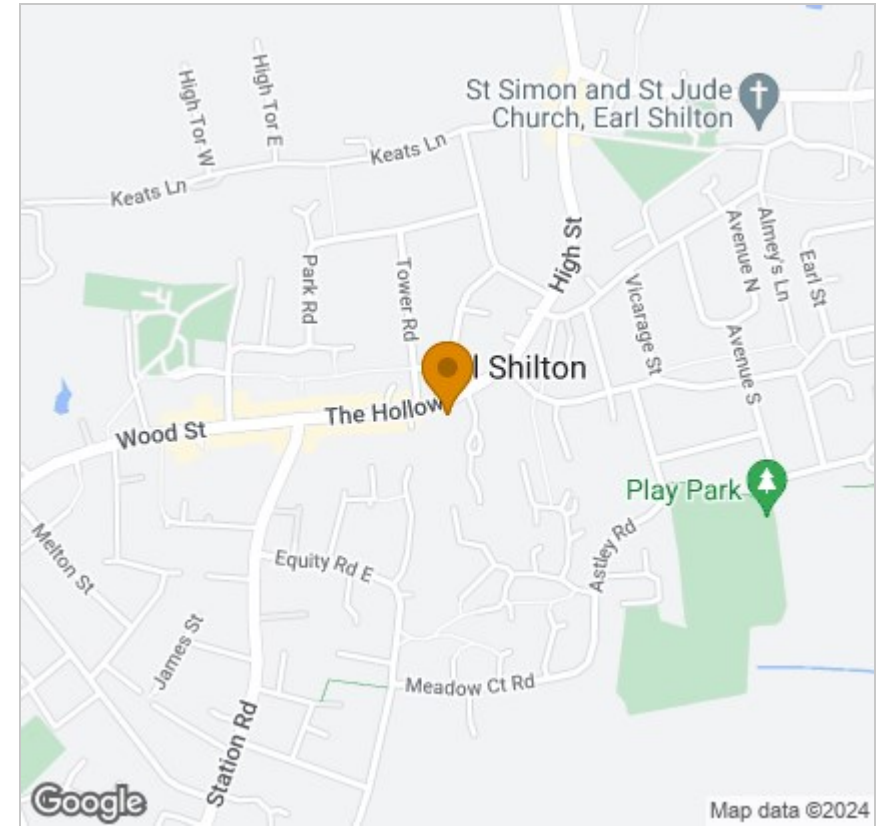 St Simon and St Jude
Church, Earl Shilton
High Tor W
High Tor E
Keats Ln
Keats Ln
High St
Avenue N
Almey's Ln
Earl St
Park Rd
Tower Rd
Vicarage St
Avenue S
l Shilton
The Hollow
Wood St
Play Park
Melton St
Equity Rd E
Astley Rd
James St
Meadow Ct Rd
Station Rd
Google
Map data ©2024